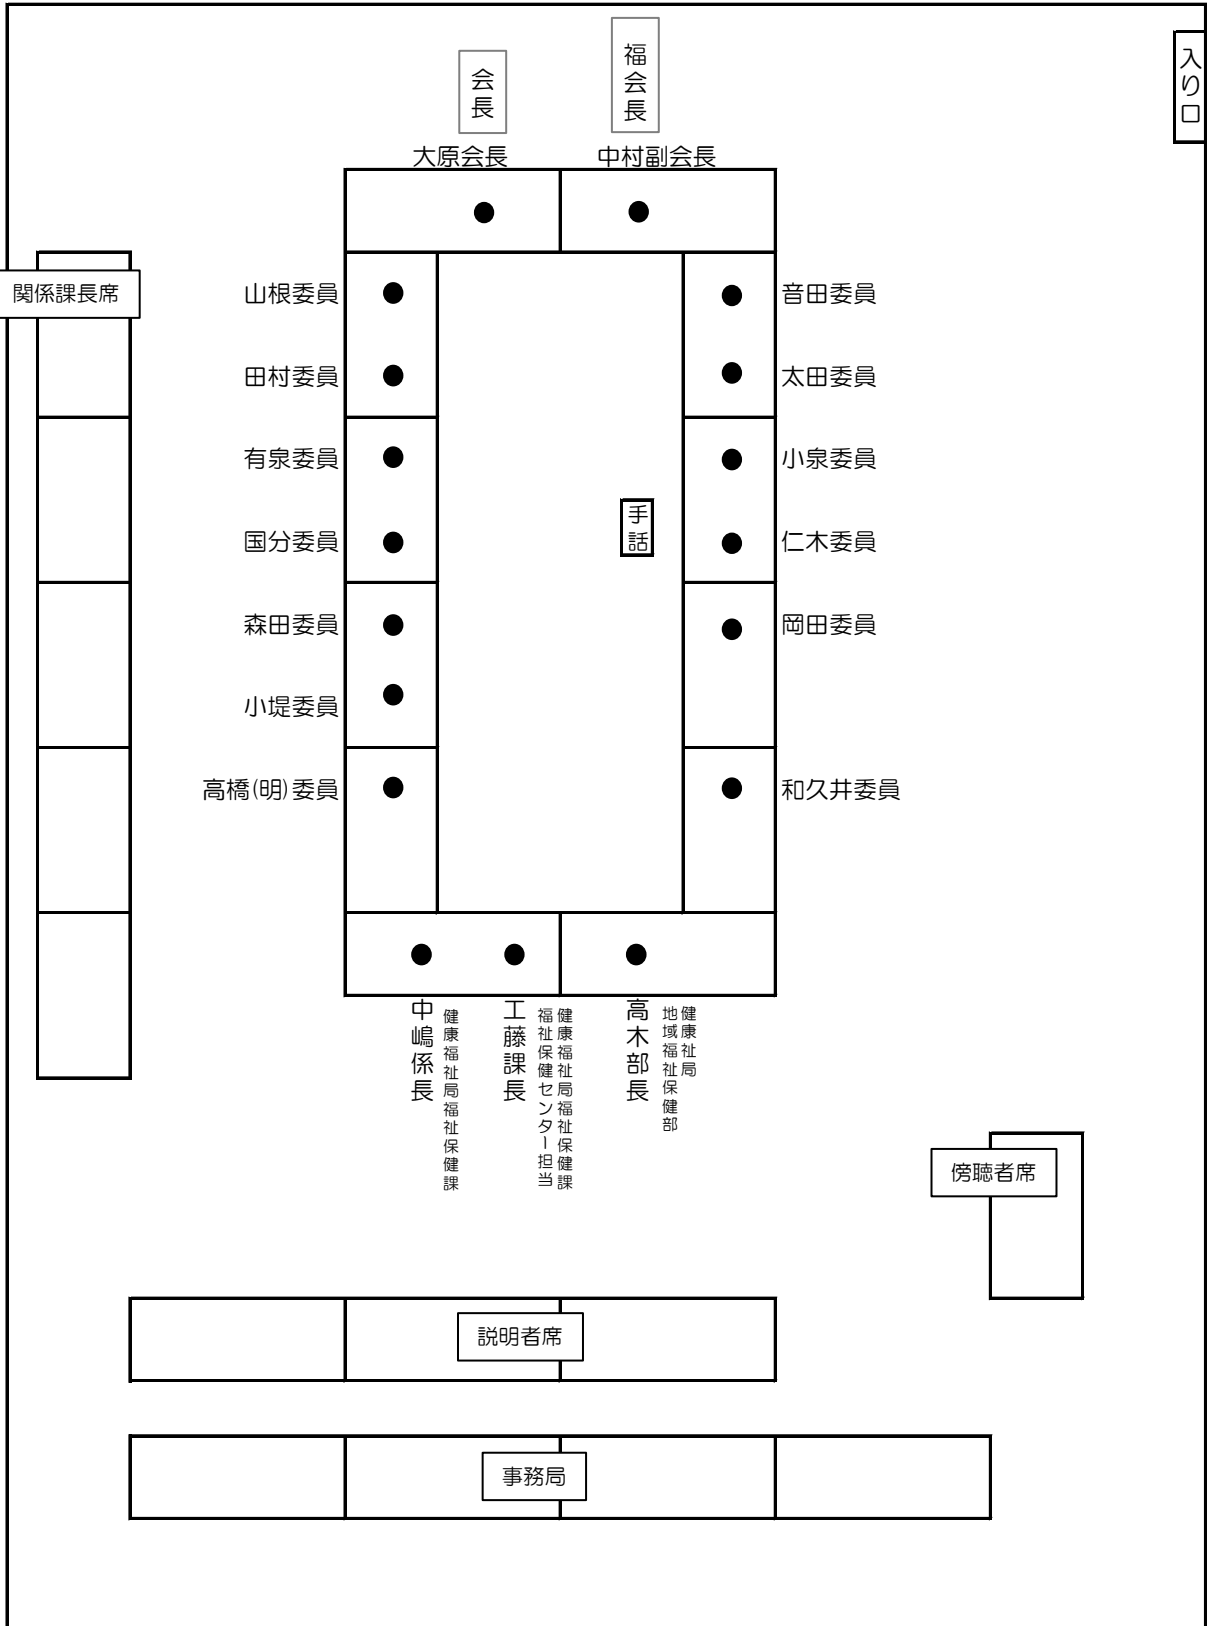 会長
福会長
入り口
大原会長
中村副会長
関係課長席
山根委員
音田委員
田村委員
太田委員
有泉委員
小泉委員
手話
国分委員
仁木委員
森田委員
岡田委員
小堤委員
高橋(明)委員
和久井委員
中嶋係長
健康福祉局福祉保健課
工藤課長
健康福祉局福祉保健課
福祉保健センター担当
高木部長
健康福祉局
地域福祉保健部
傍聴者席
説明者席
事務局